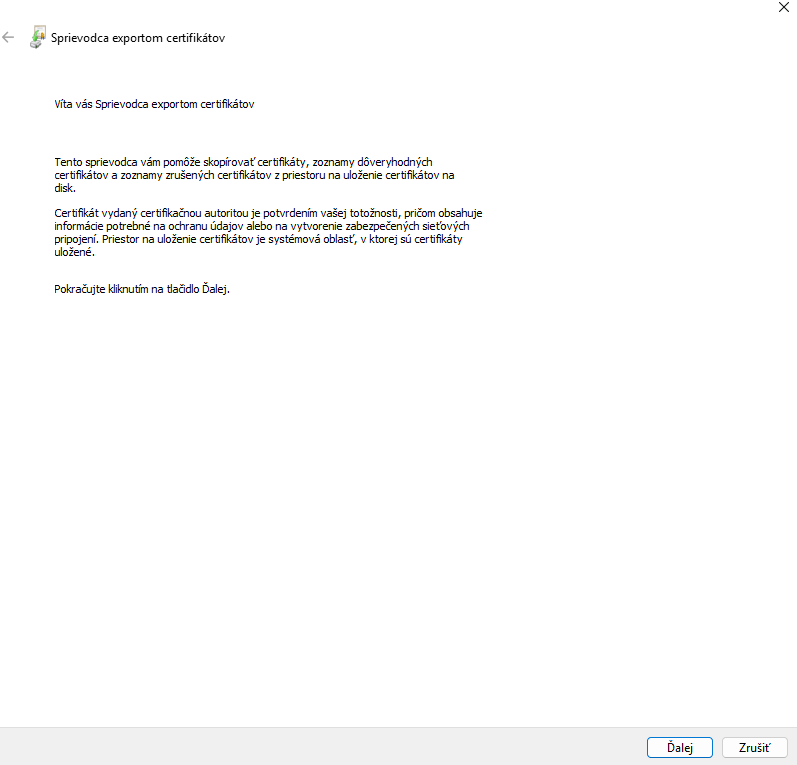 Sprievodca exportom certifikátov
Víta vás Sprievodca exportom certifikátov
Tento sprievodca vám pomôže skopírovať certifikáty, zoznamy dôveryhodných
certifikátov a zoznamy zrušených certifikátov z priestoru na uloženie certifikátov na
disk.
Certifikát vydaný certifikačnou autoritou je potvrdením vašej totožnosti, pričom obsahuje
informácie potrebné na ochranu údajov alebo na vytvorenie zabezpečených sieťových
pripojení. Priestor na uloženie certifikátov je systémová oblasť, v ktorej sú certifikáty
uložené.
Pokračujte kliknutím na tlačidlo Ďalej.
Ďalej
Zrušiť